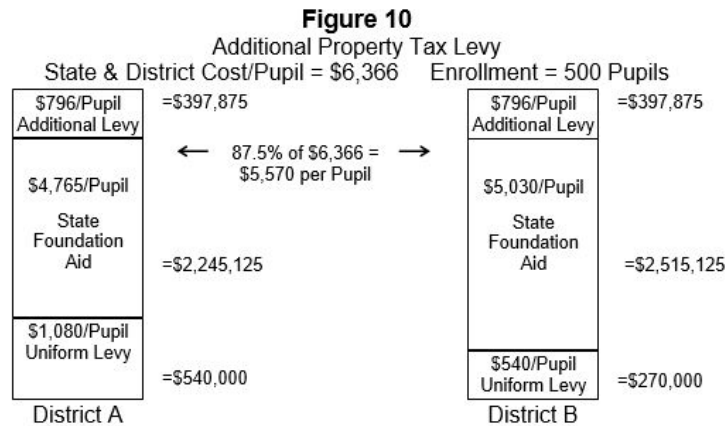 Figure 10
Additional Property Tax Levy
State & District Cost/Pupil = $6,366 Enrollment = 500 Pupils
$796/Pupil
Additional Levy
=$397,875
$4,765/Pupil
State
Foundation
Aid
=$2,245,125
$1,080/Pupil
Uniform Levy
=$540,000
District A
← 87.5% of $6,366 = →
$5,570 per Pupil
$796/Pupil
Additional Levy
=$397,875
$5,030/Pupil
State
Foundation
Aid
=$2,515,125
$540/Pupil
Uniform Levy
=$270,000
District B